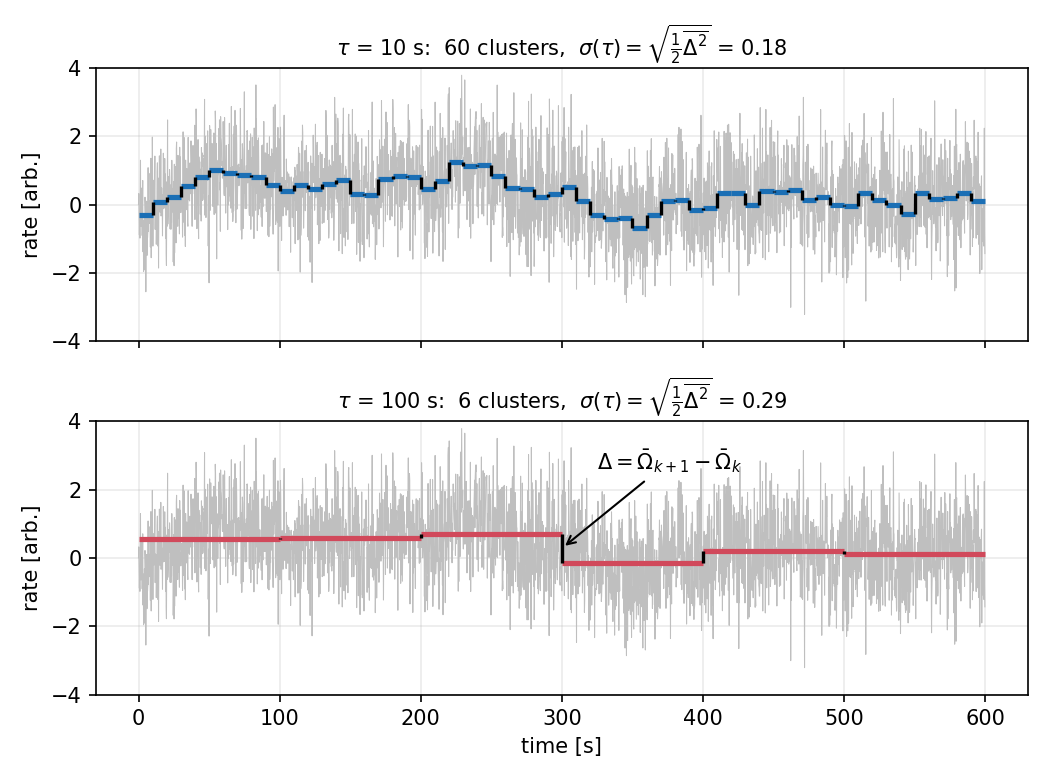 τ = 10 s: 60 clusters, σ(τ) = √(½Δ̅²̅) = 0.18
4
2
0
−2
−4
rate [arb.]
τ = 100 s: 6 clusters, σ(τ) = √(½Δ̅²̅) = 0.29
4
2
0
−2
−4
rate [arb.]
Δ = Ω̄ₖ₊₁ − Ω̄ₖ
0 100 200 300 400 500 600
time [s]